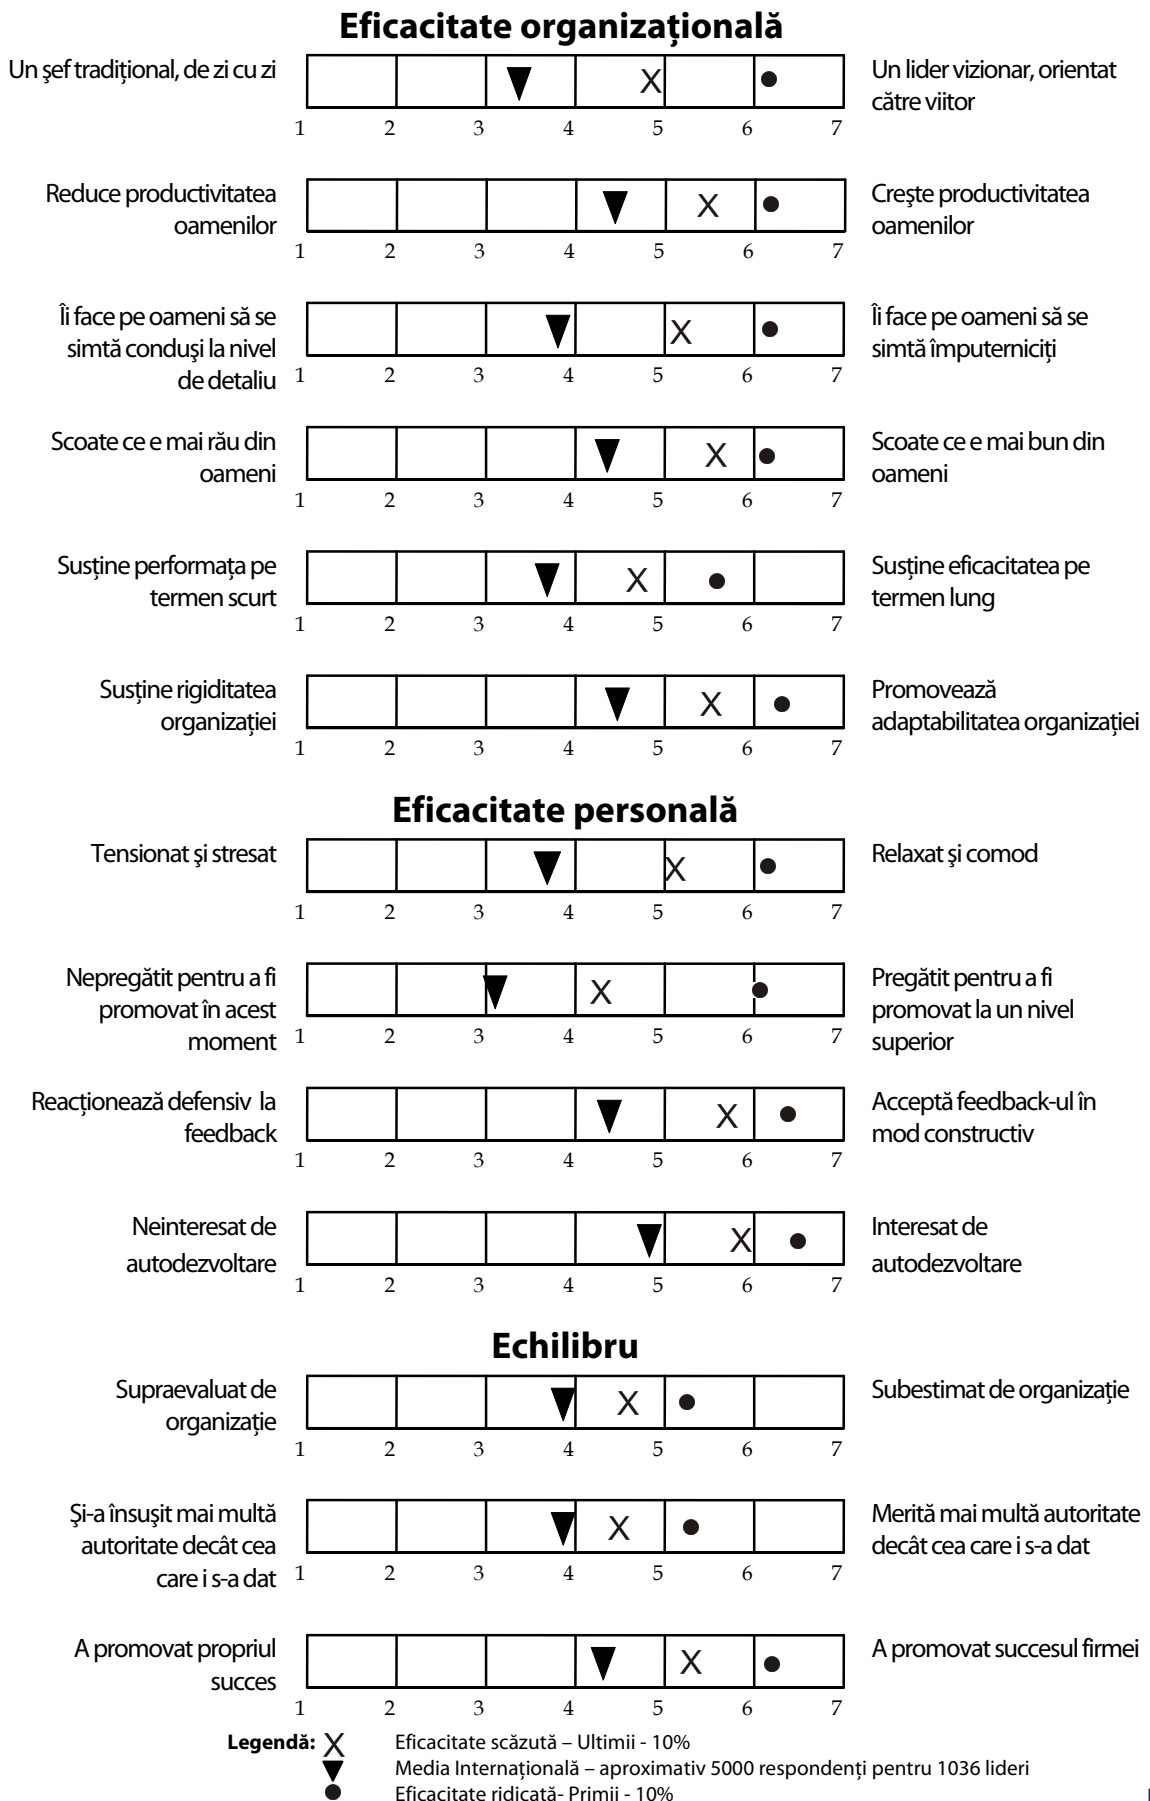 Eficacitate organizațională
Un şef tradițional, de zi cu zi
Un lider vizionar, orientat
către viitor
1 2 3 4 5 6 7
Reduce productivitatea
oamenilor
Creşte productivitatea
oamenilor
1 2 3 4 5 6 7
Îi face pe oameni să se
simtă conduşi la nivel
de detaliu
Îi face pe oameni să se
simtă împuterniciți
1 2 3 4 5 6 7
Scoate ce e mai rău din
oameni
Scoate ce e mai bun din
oameni
1 2 3 4 5 6 7
Susține performața pe
termen scurt
Susține eficacitatea pe
termen lung
1 2 3 4 5 6 7
Susține rigiditatea
organizației
Promovează
adaptabilitatea organizației
1 2 3 4 5 6 7
Eficacitate personală
Tensionat şi stresat
Relaxat şi comod
1 2 3 4 5 6 7
Nepregătit pentru a fi
promovat în acest
moment
Pregătit pentru a fi
promovat la un nivel
superior
1 2 3 4 5 6 7
Reacționează defensiv la
feedback
Acceptă feedback-ul în
mod constructiv
1 2 3 4 5 6 7
Neinteresat de
autodezvoltare
Interesat de
autodezvoltare
1 2 3 4 5 6 7
Echilibru
Supraevaluat de
organizație
Subestimat de organizație
1 2 3 4 5 6 7
Şi-a însuşit mai multă
autoritate decât cea
care i s-a dat
Merită mai multă autoritate
decât cea care i s-a dat
1 2 3 4 5 6 7
A promovat propriul
succes
A promovat succesul firmei
1 2 3 4 5 6 7
Legendă: X Eficacitate scăzută – Ultimii - 10%
▼ Media Internațională – aproximativ 5000 respondenți pentru 1036 lideri
● Eficacitate ridicată- Primii - 10%